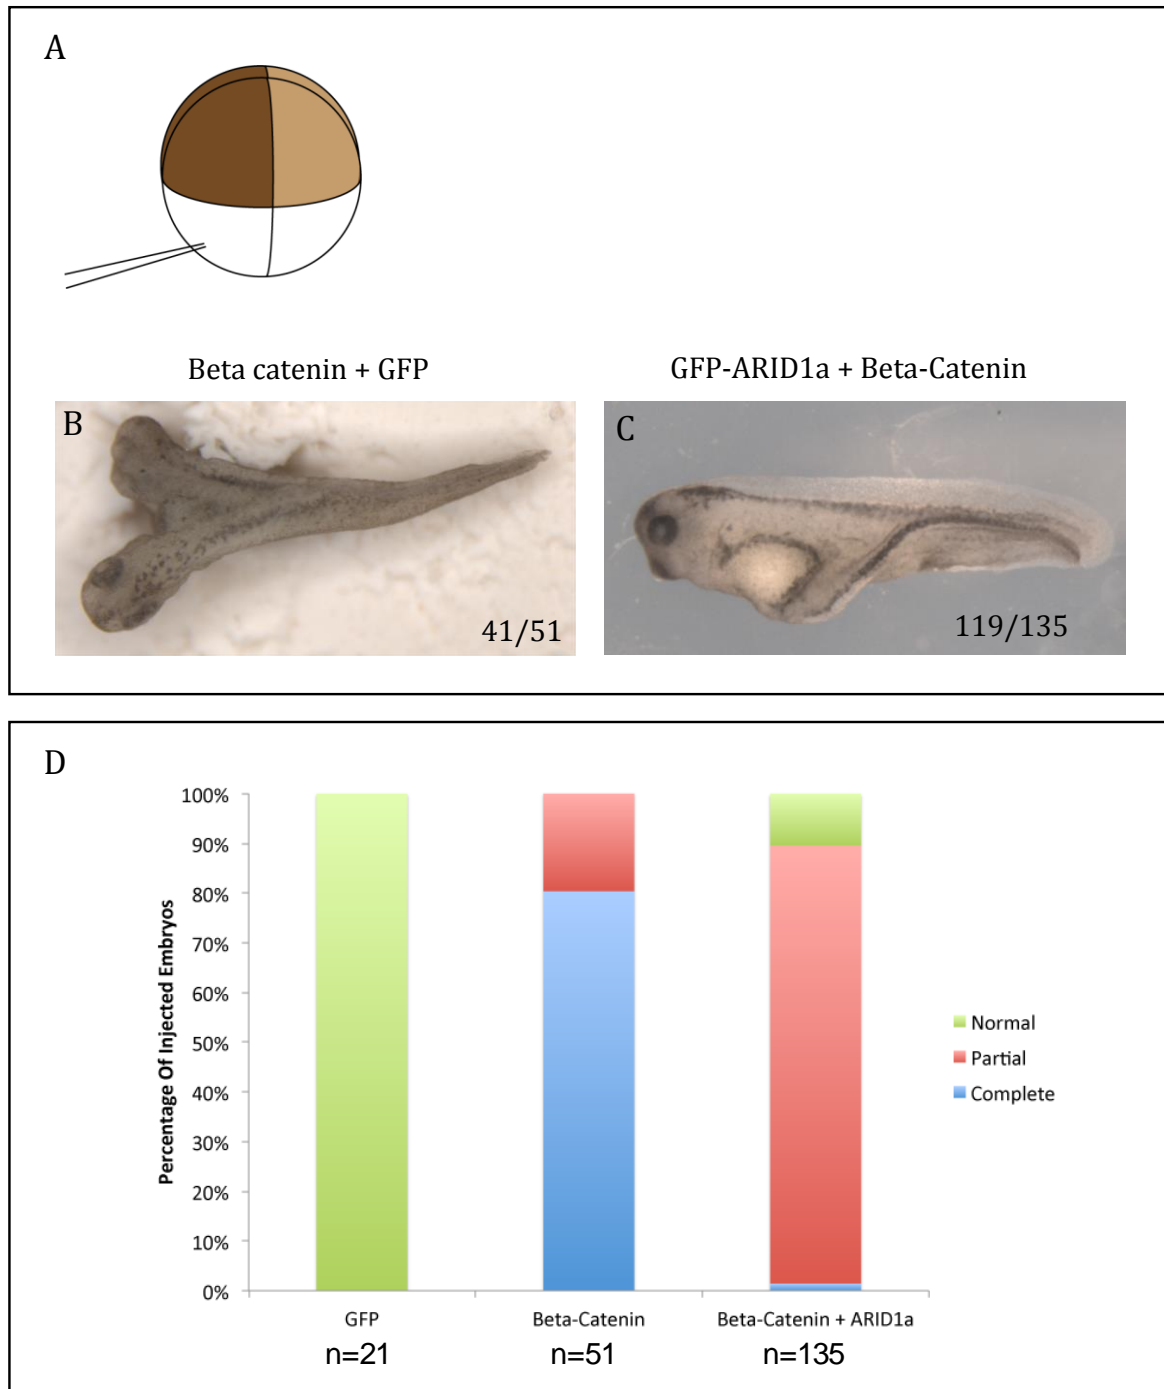 A
Beta catenin + GFP
GFP-ARID1a + Beta-Catenin
B
41/51
C
119/135
D
Percentage Of Injected Embryos
100%
90%
80%
70%
60%
50%
40%
30%
20%
10%
0%
GFP
Beta-Catenin
Beta-Catenin + ARID1a
n=21
n=51
n=135
Normal
Partial
Complete